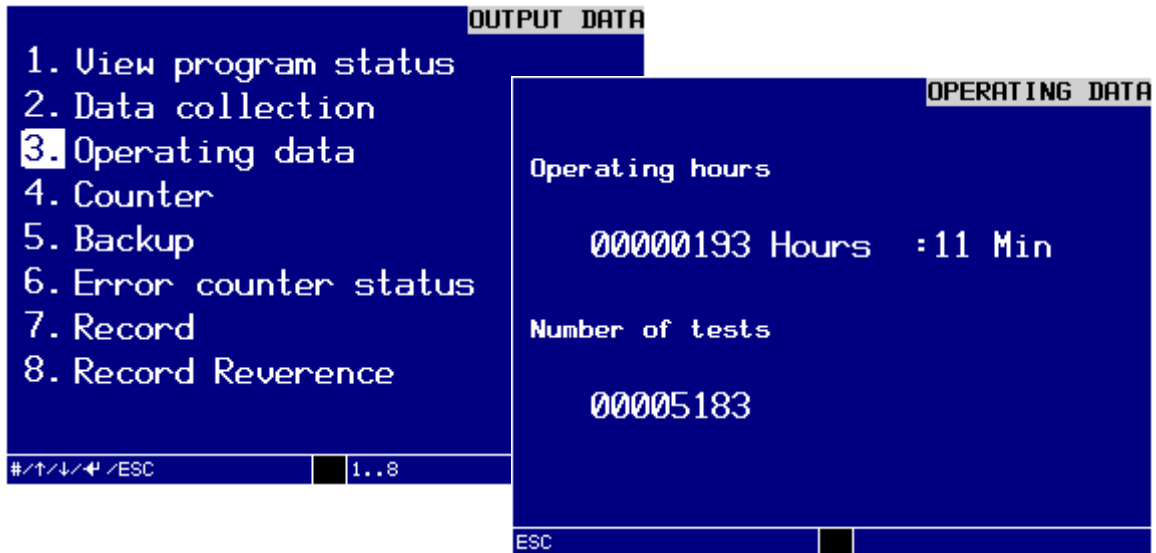 OUTPUT DATA
1. View program status
2. Data collection
3. Operating data
4. Counter
5. Backup
6. Error counter status
7. Record
8. Record Reverence
#/↑/↓/↵/ESC 1..8
OPERATING DATA
Operating hours
00000193 Hours :11 Min
Number of tests
00005183
ESC